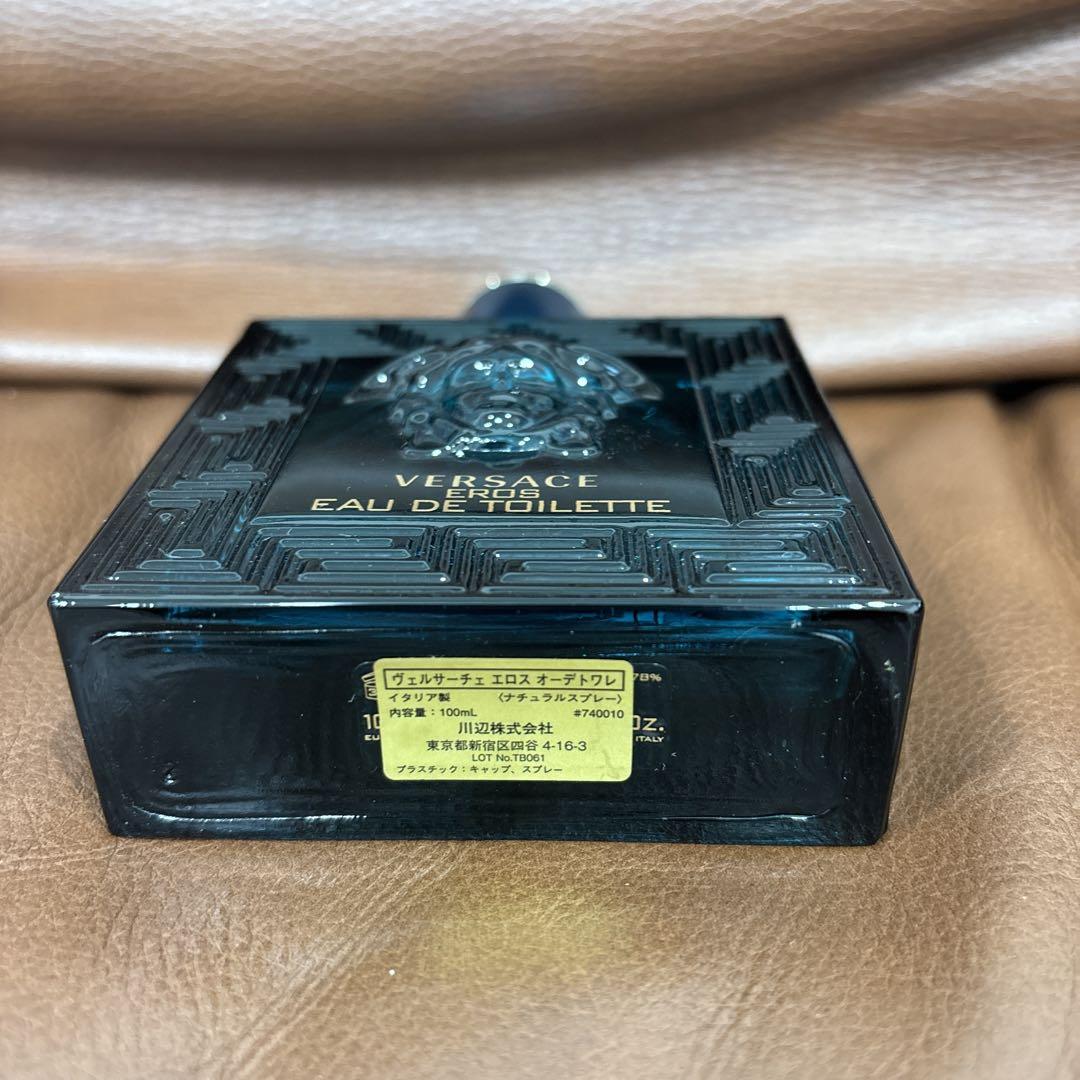 VERSACE
EROS
EAU DE TOILETTE
ヴェルサーチェ エロス オーデトワレ
イタリア製 〈ナチュラルスプレー〉
内容量：100mL #740010
川辺株式会社
東京都新宿区四谷 4-16-3
LOT No.TB061
プラスチック：キャップ、スプレー
78%
oz.
ITALY